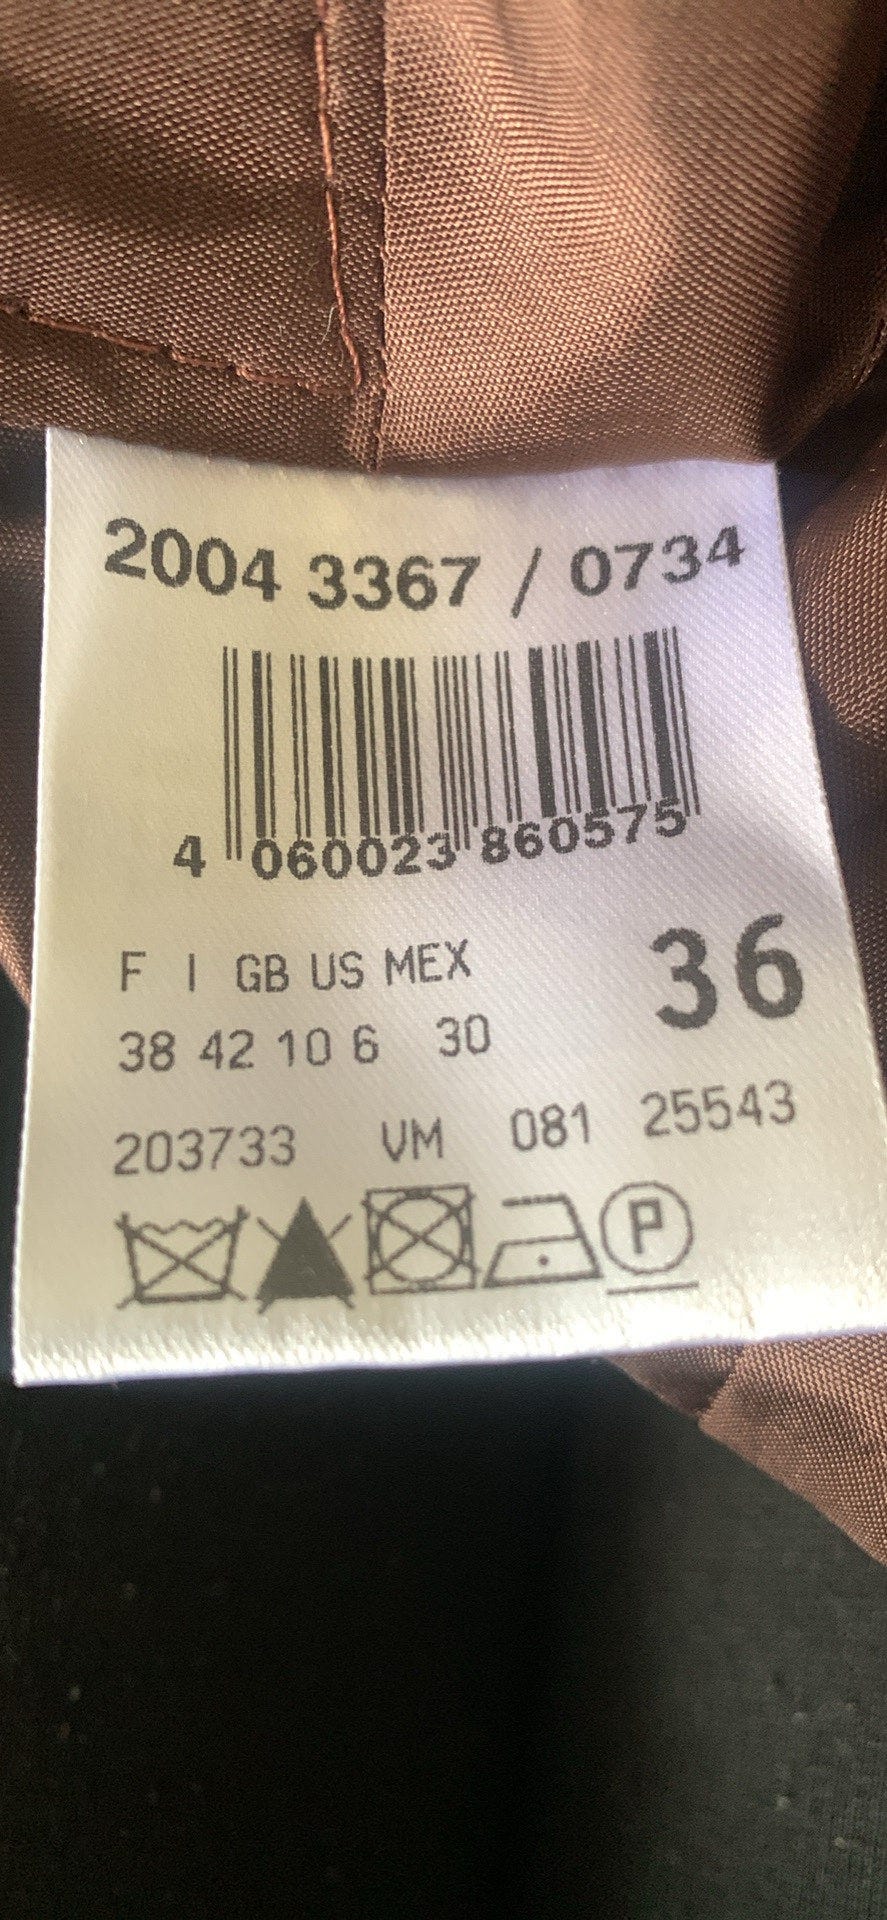 2004 3367 / 0734
4 060023 860575
F I GB US MEX 36
38 42 10 6 30
203733 VM 081 25543
P